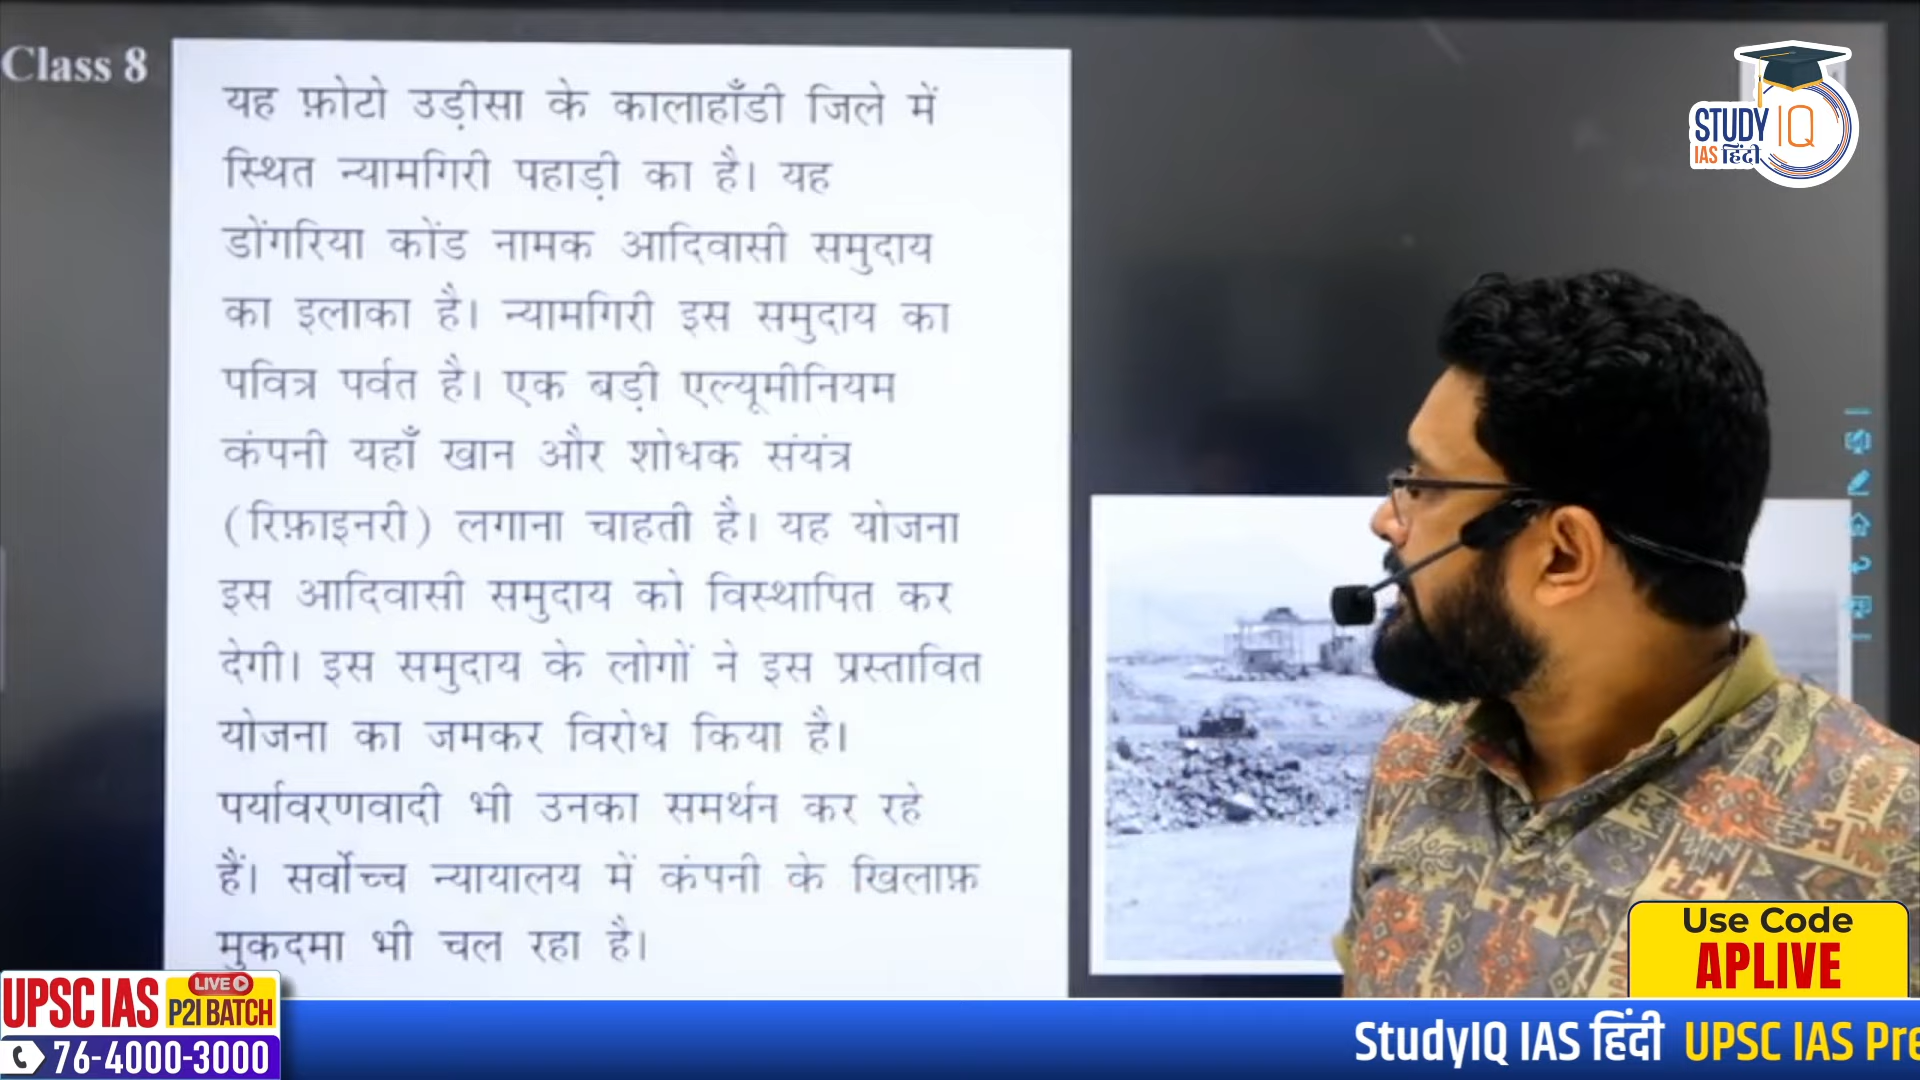 Class 8
यह फ़ोटो उड़ीसा के कालाहाँडी जिले में
स्थित न्यामगिरी पहाड़ी का है। यह
डोंगरिया कोंड नामक आदिवासी समुदाय
का इलाका है। न्यामगिरी इस समुदाय का
पवित्र पर्वत है। एक बड़ी एल्यूमीनियम
कंपनी यहाँ खान और शोधक संयंत्र
(रिफ़ाइनरी) लगाना चाहती है। यह योजना
इस आदिवासी समुदाय को विस्थापित कर
देगी। इस समुदाय के लोगों ने इस प्रस्तावित
योजना का जमकर विरोध किया है।
पर्यावरणवादी भी उनका समर्थन कर रहे
हैं। सर्वोच्च न्यायालय में कंपनी के खिलाफ़
मुकदमा भी चल रहा है।
STUDY IQ
IAS हिंदी
Use Code
APLIVE
UPSC IAS LIVE P2I BATCH
76-4000-3000
StudyIQ IAS हिंदी UPSC IAS Pre